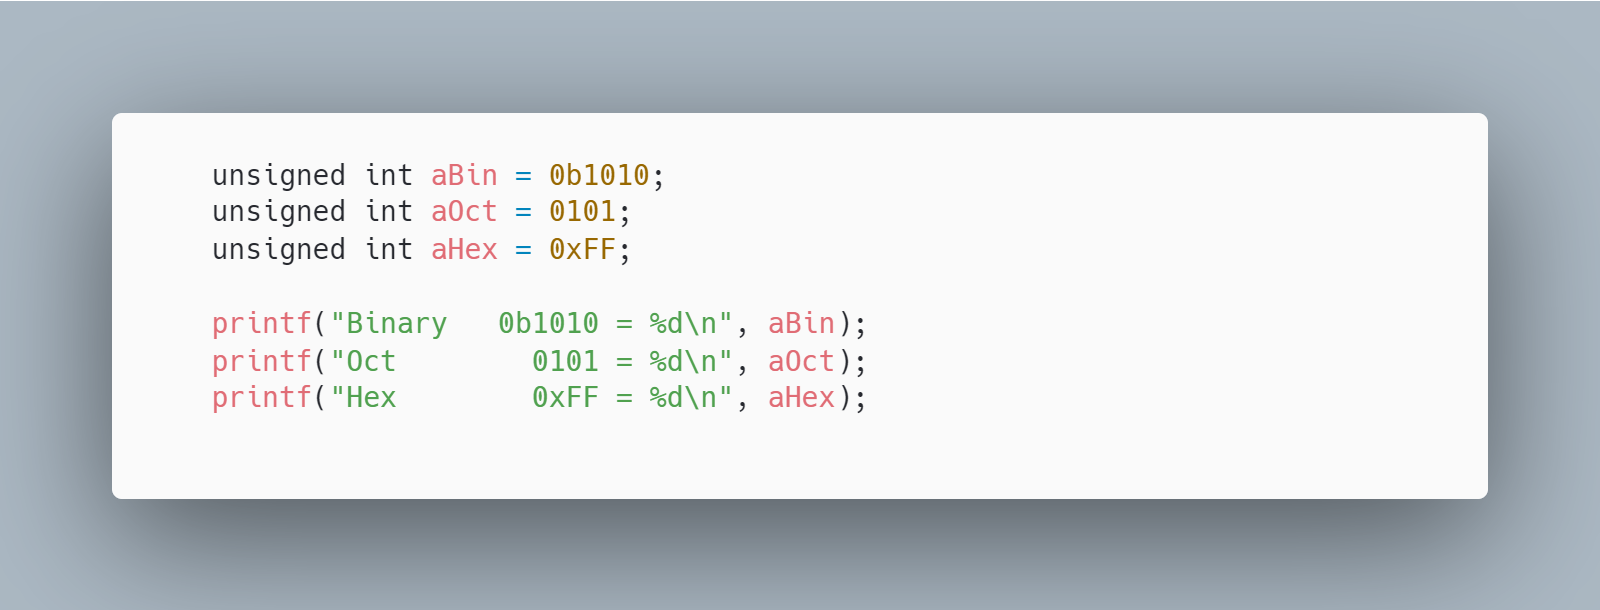 unsigned int aBin = 0b1010;
unsigned int aOct = 0101;
unsigned int aHex = 0xFF;
printf("Binary   0b1010 = %d\n", aBin);
printf("Oct        0101 = %d\n", aOct);
printf("Hex        0xFF = %d\n", aHex);